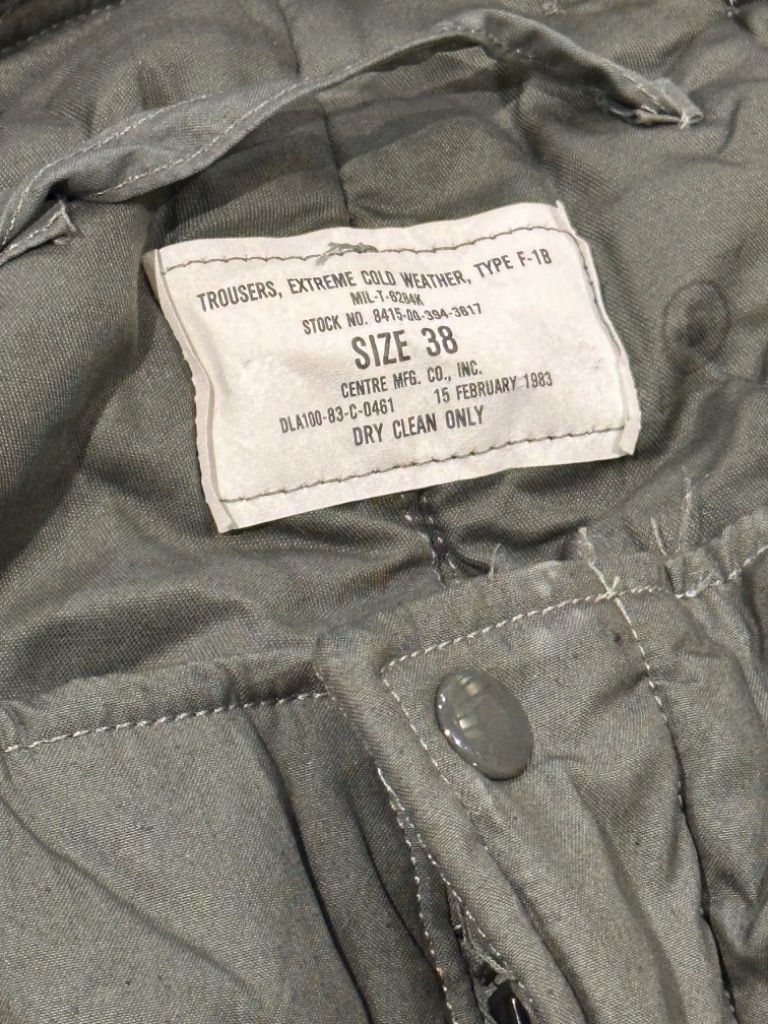 TROUSERS, EXTREME COLD WEATHER, TYPE F-1B
MIL-T-6284K
STOCK NO. 8415-00-394-3617
SIZE 38
CENTRE MFG. CO., INC.
DLA100-83-C-0461 15 FEBRUARY 1983
DRY CLEAN ONLY